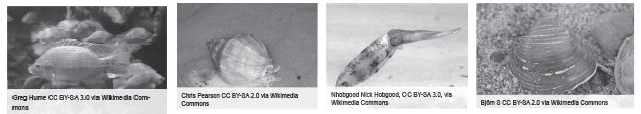 Greg Hume CC BY-SA 3.0 via Wikimedia Com-
mons
Chris Pearson CC BY-SA 2.0 via Wikimedia
Commons
Nhobgood Nick Hobgood, CC BY-SA 3.0, via
Wikimedia Commons
Björn S CC BY-SA 2.0 via Wikimedia Commons